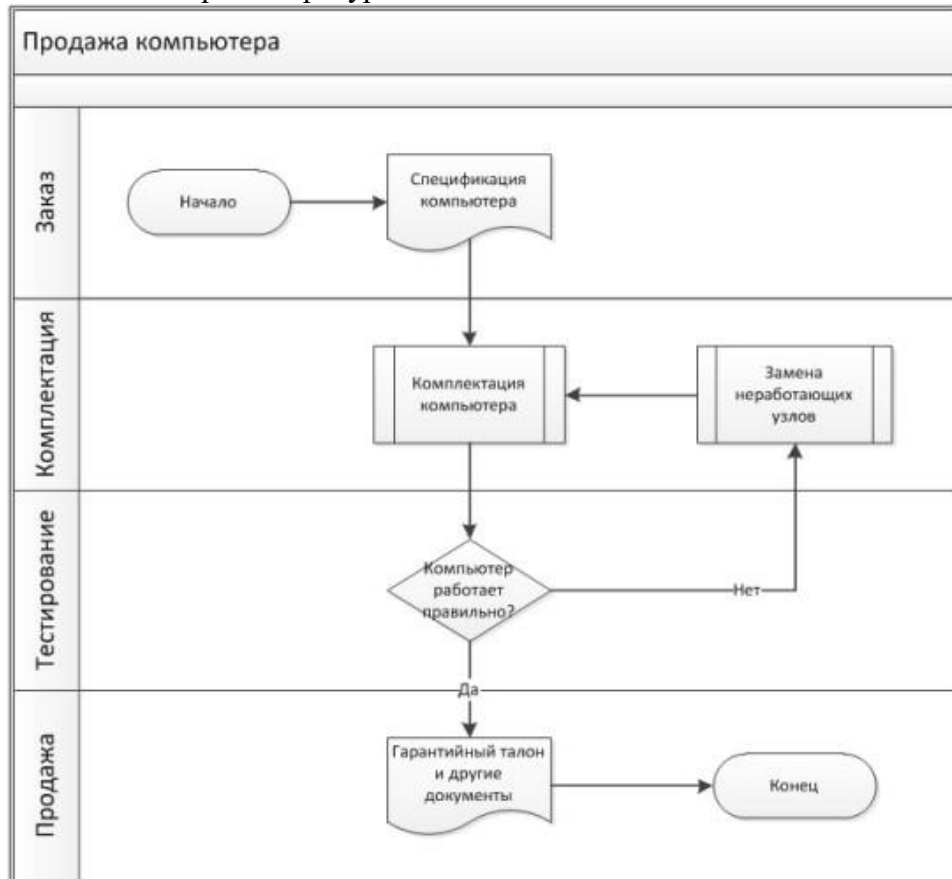 Продажа компьютера
Заказ
Начало
Спецификация
компьютера
Комплектация
Комплектация
компьютера
Замена
неработающих
узлов
Тестирование
Компьютер
работает
правильно?
Нет
Да
Продажа
Гарантийный талон
и другие
документы
Конец